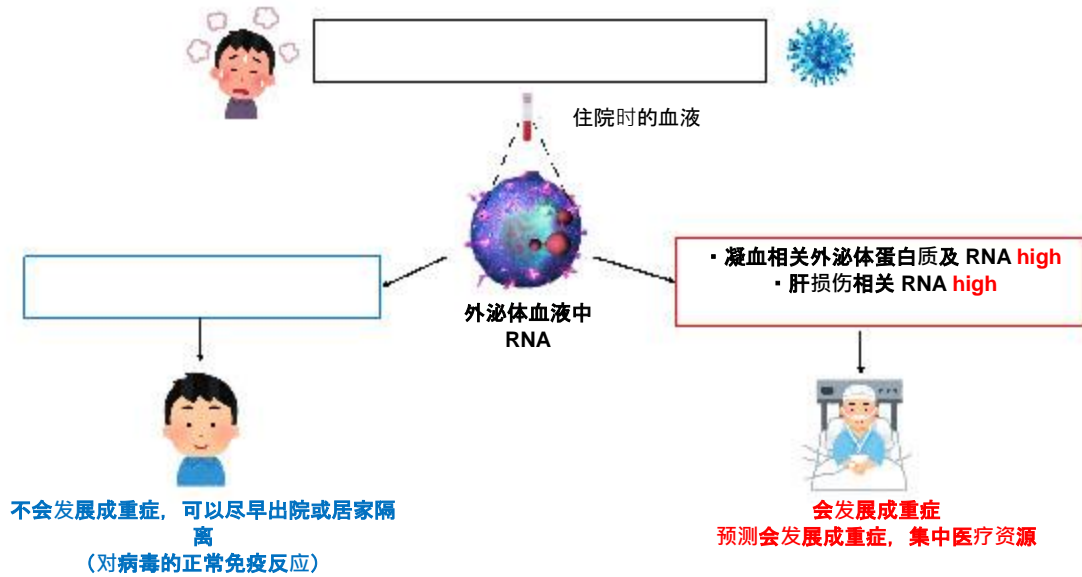 住院时的血液
▪ 凝血相关外泌体蛋白质及 RNA high
▪ 肝损伤相关 RNA high
外泌体血液中
RNA
不会发展成重症，可以尽早出院或居家隔
离
（对病毒的正常免疫反应）
会发展成重症
预测会发展成重症，集中医疗资源